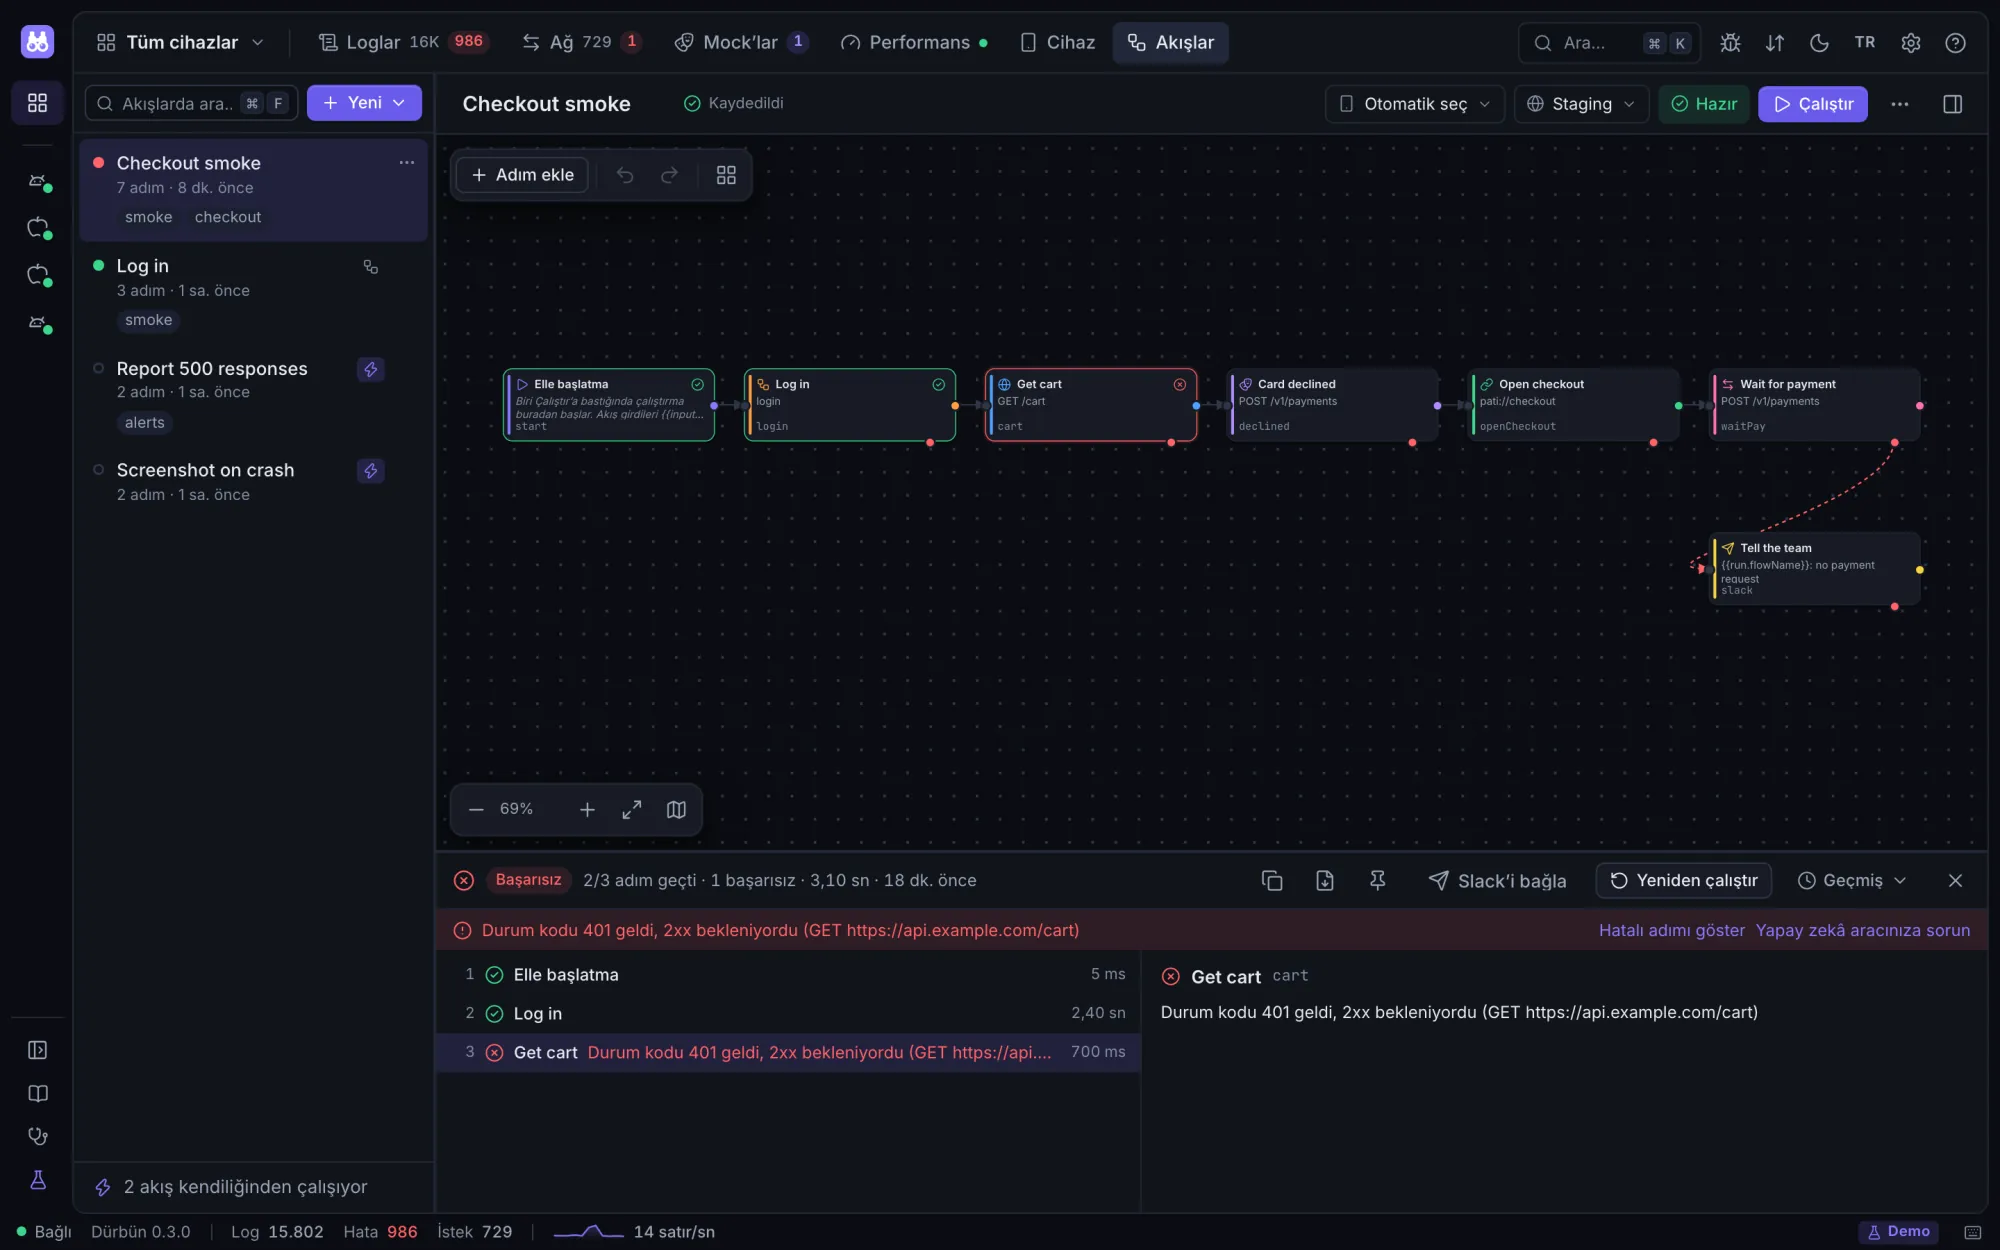 Tüm cihazlar
Loglar 16K 986
Ağ 729 1
Mock’lar 1
Performans
Cihaz
Akışlar
Ara... ⌘ K
TR
Akışlarda ara.. ⌘ F
Yeni
Checkout smoke
Kaydedildi
Otomatik seç
Staging
Hazır
Çalıştır
Checkout smoke
7 adım · 8 dk. önce
smoke checkout
Log in
3 adım · 1 sa. önce
smoke
Report 500 responses
2 adım · 1 sa. önce
alerts
Screenshot on crash
2 adım · 1 sa. önce
2 akış kendiliğinden çalışıyor
Adım ekle
Elle başlatma
Biri Çalıştır’a bastığında çalıştırma
buradan başlar. Akış girdileri {{input...
start
Log in
login
login
Get cart
GET /cart
cart
Card declined
POST /v1/payments
declined
Open checkout
pati://checkout
openCheckout
Wait for payment
POST /v1/payments
waitPay
Tell the team
{{run.flowName}}: no payment
request
slack
69%
Başarısız 2/3 adım geçti · 1 başarısız · 3,10 sn · 18 dk. önce
Slack’i bağla
Yeniden çalıştır
Geçmiş
Durum kodu 401 geldi, 2xx bekleniyordu (GET https://api.example.com/cart)
Hatalı adımı göster Yapay zekâ aracınıza sorun
1 Elle başlatma 5 ms
2 Log in 2,40 sn
3 Get cart Durum kodu 401 geldi, 2xx bekleniyordu (GET https://api.... 700 ms
Get cart cart
Durum kodu 401 geldi, 2xx bekleniyordu (GET https://api.example.com/cart)
Bağlı Dürbün 0.3.0 Log 15.802 Hata 986 İstek 729 14 satır/sn
Demo